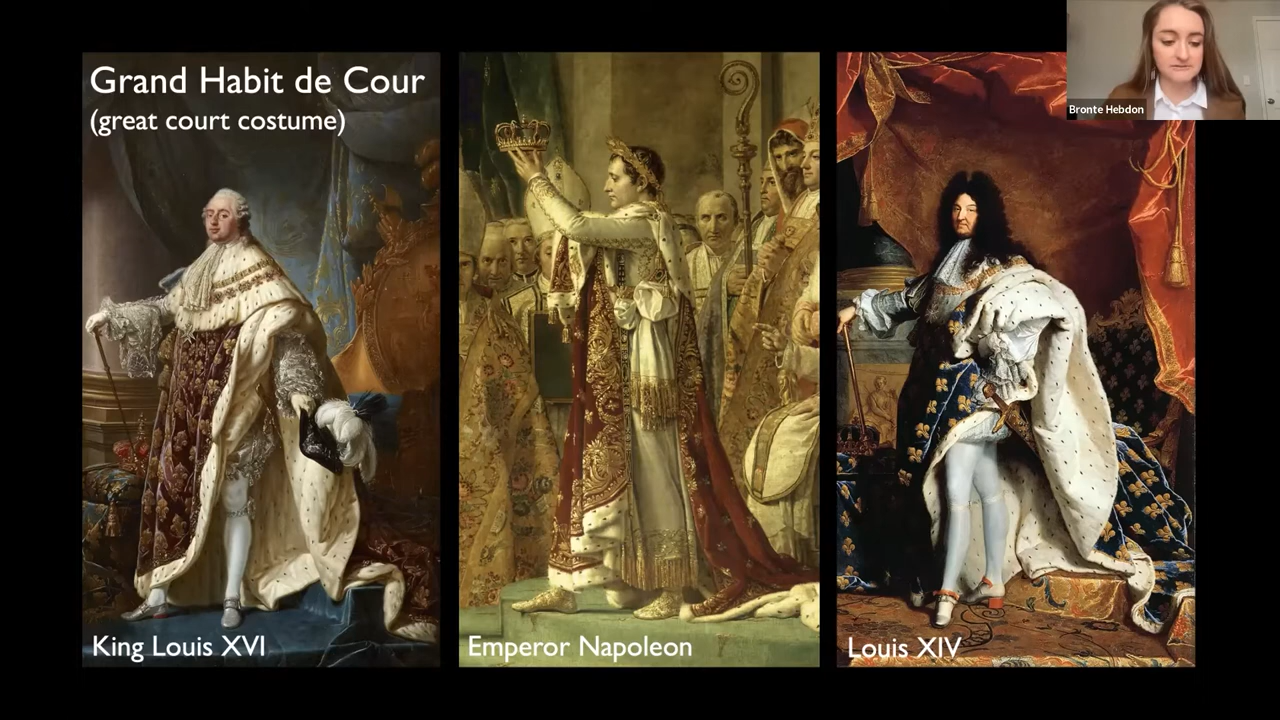 Grand Habit de Cour
(great court costume)
Bronte Hebdon
King Louis XVI
Emperor Napoleon
Louis XIV